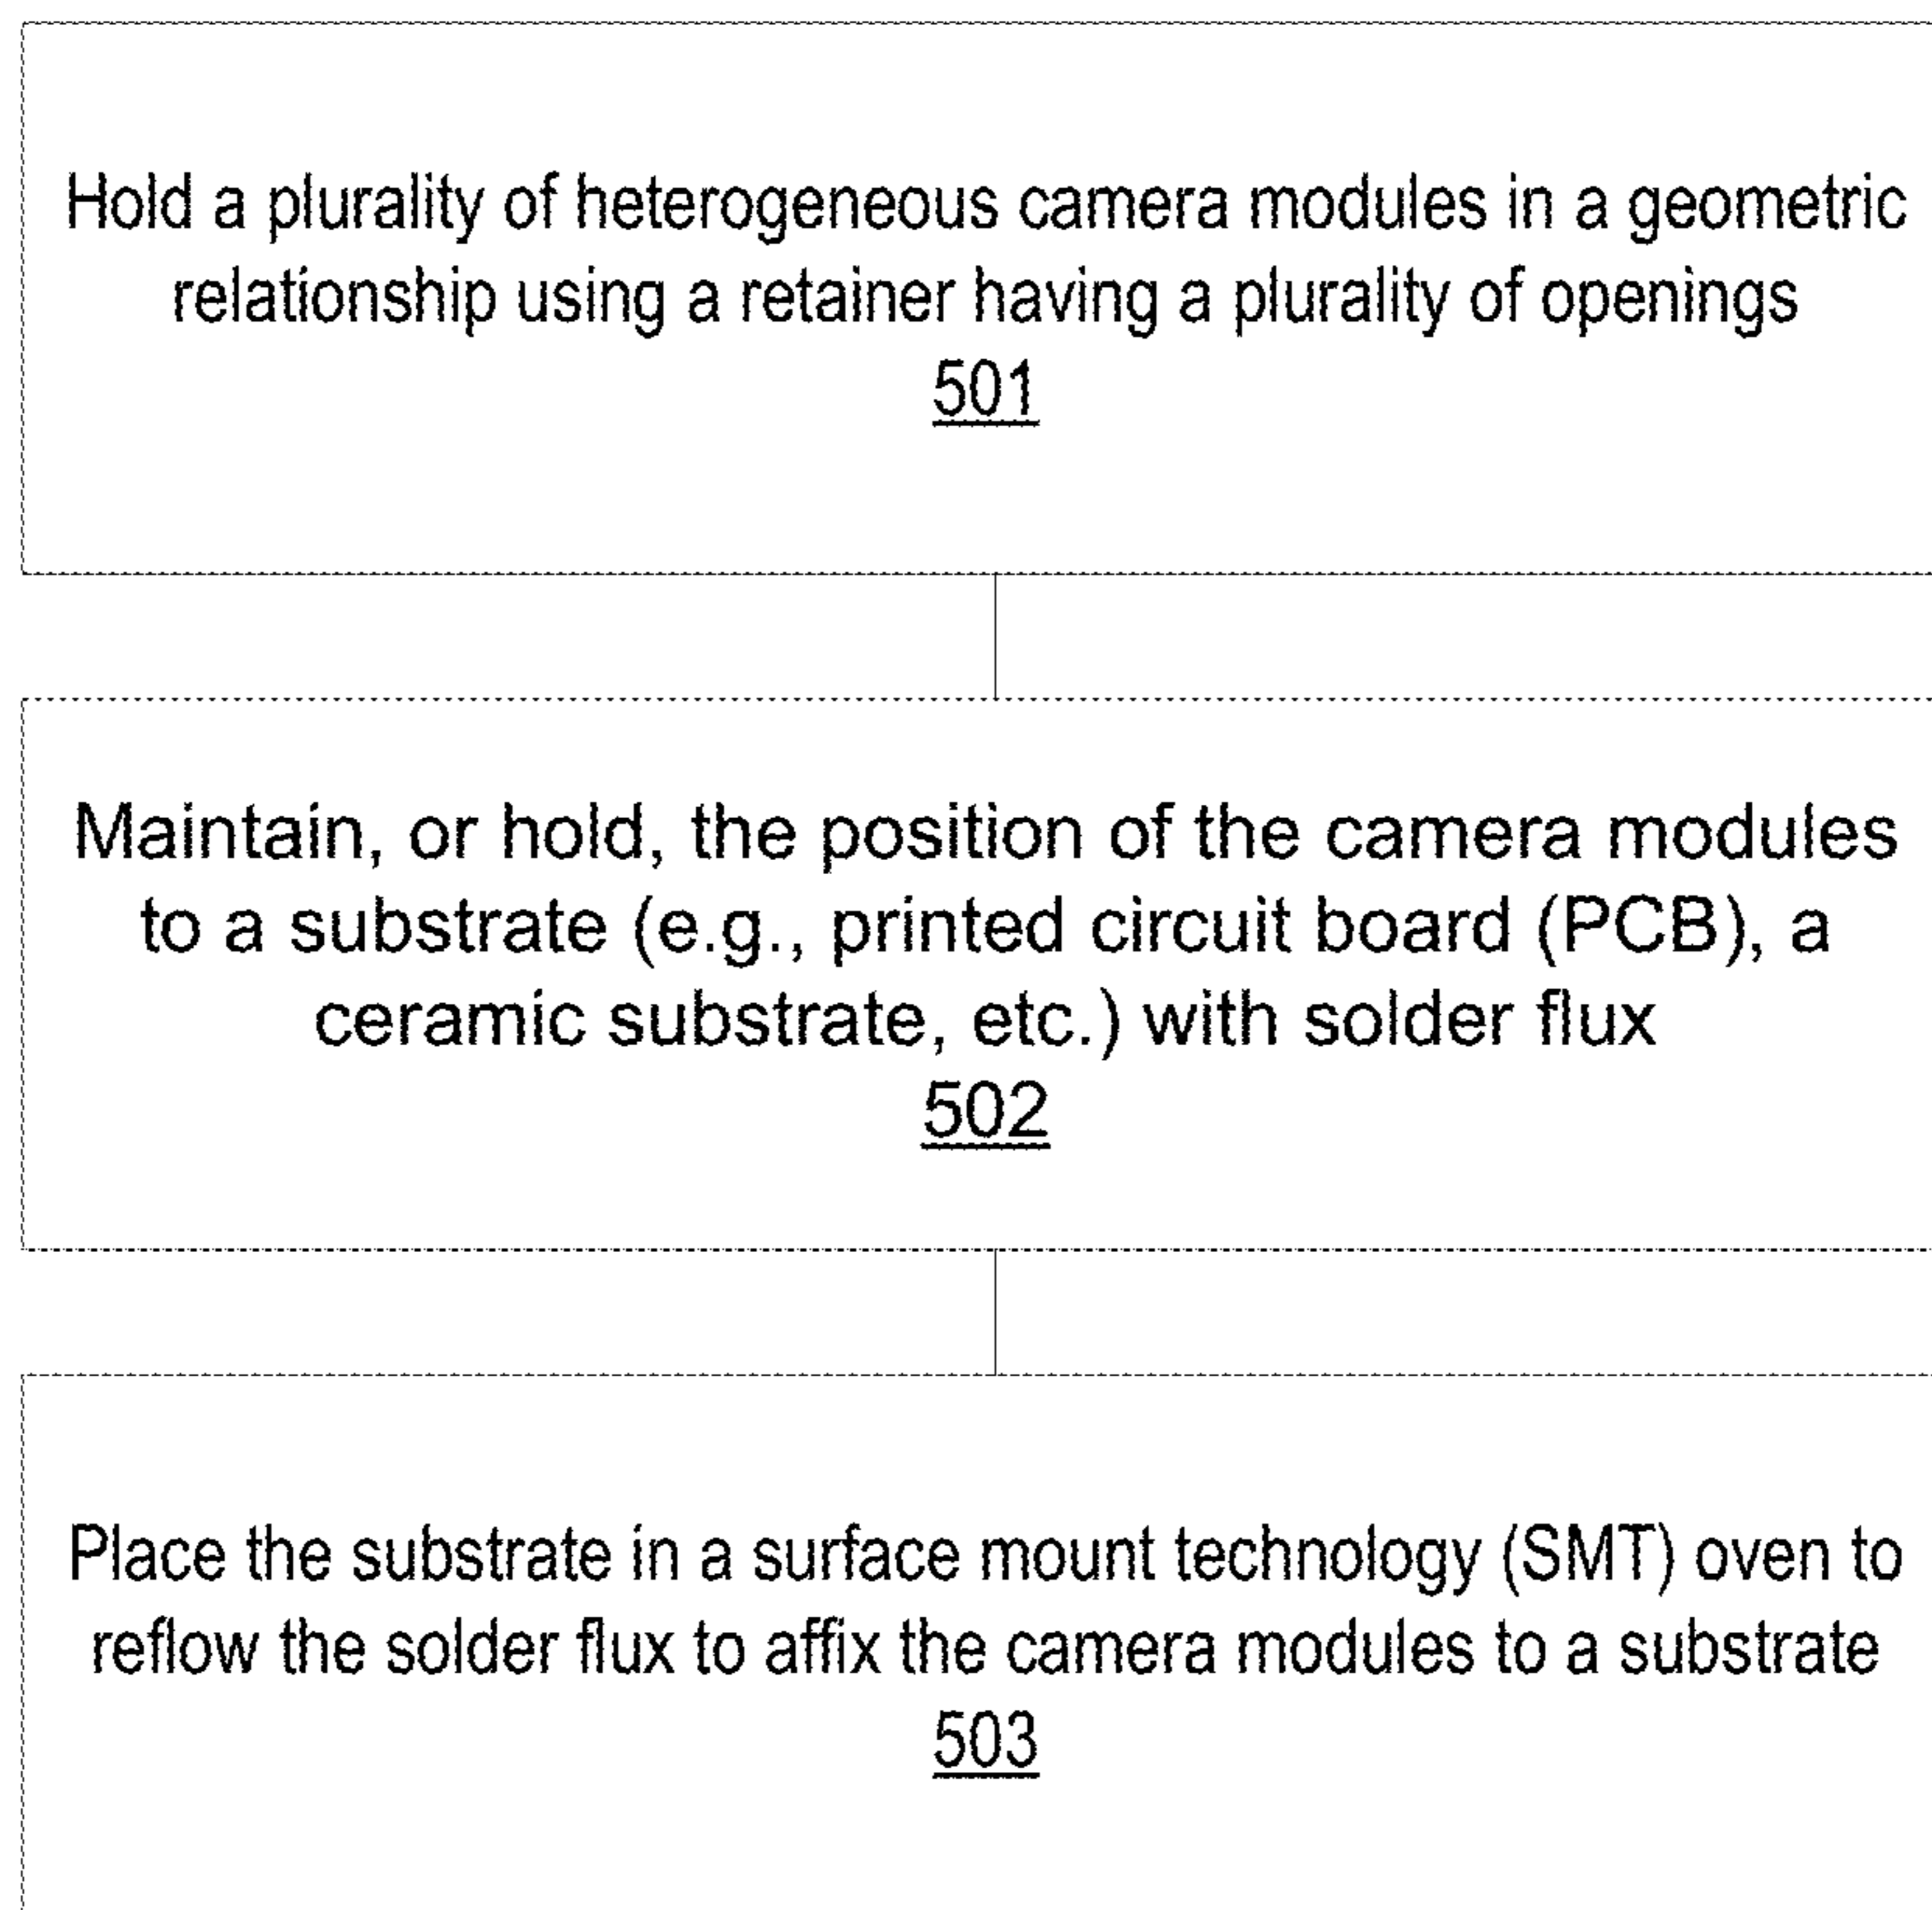 Hold a plurality of heterogeneous camera modules in a geometric
relationship using a retainer having a plurality of openings
501
Maintain, or hold, the position of the camera modules
to a substrate (e.g., printed circuit board (PCB), a
ceramic substrate, etc.) with solder flux
502
Place the substrate in a surface mount technology (SMT) oven to
reflow the solder flux to affix the camera modules to a substrate
503